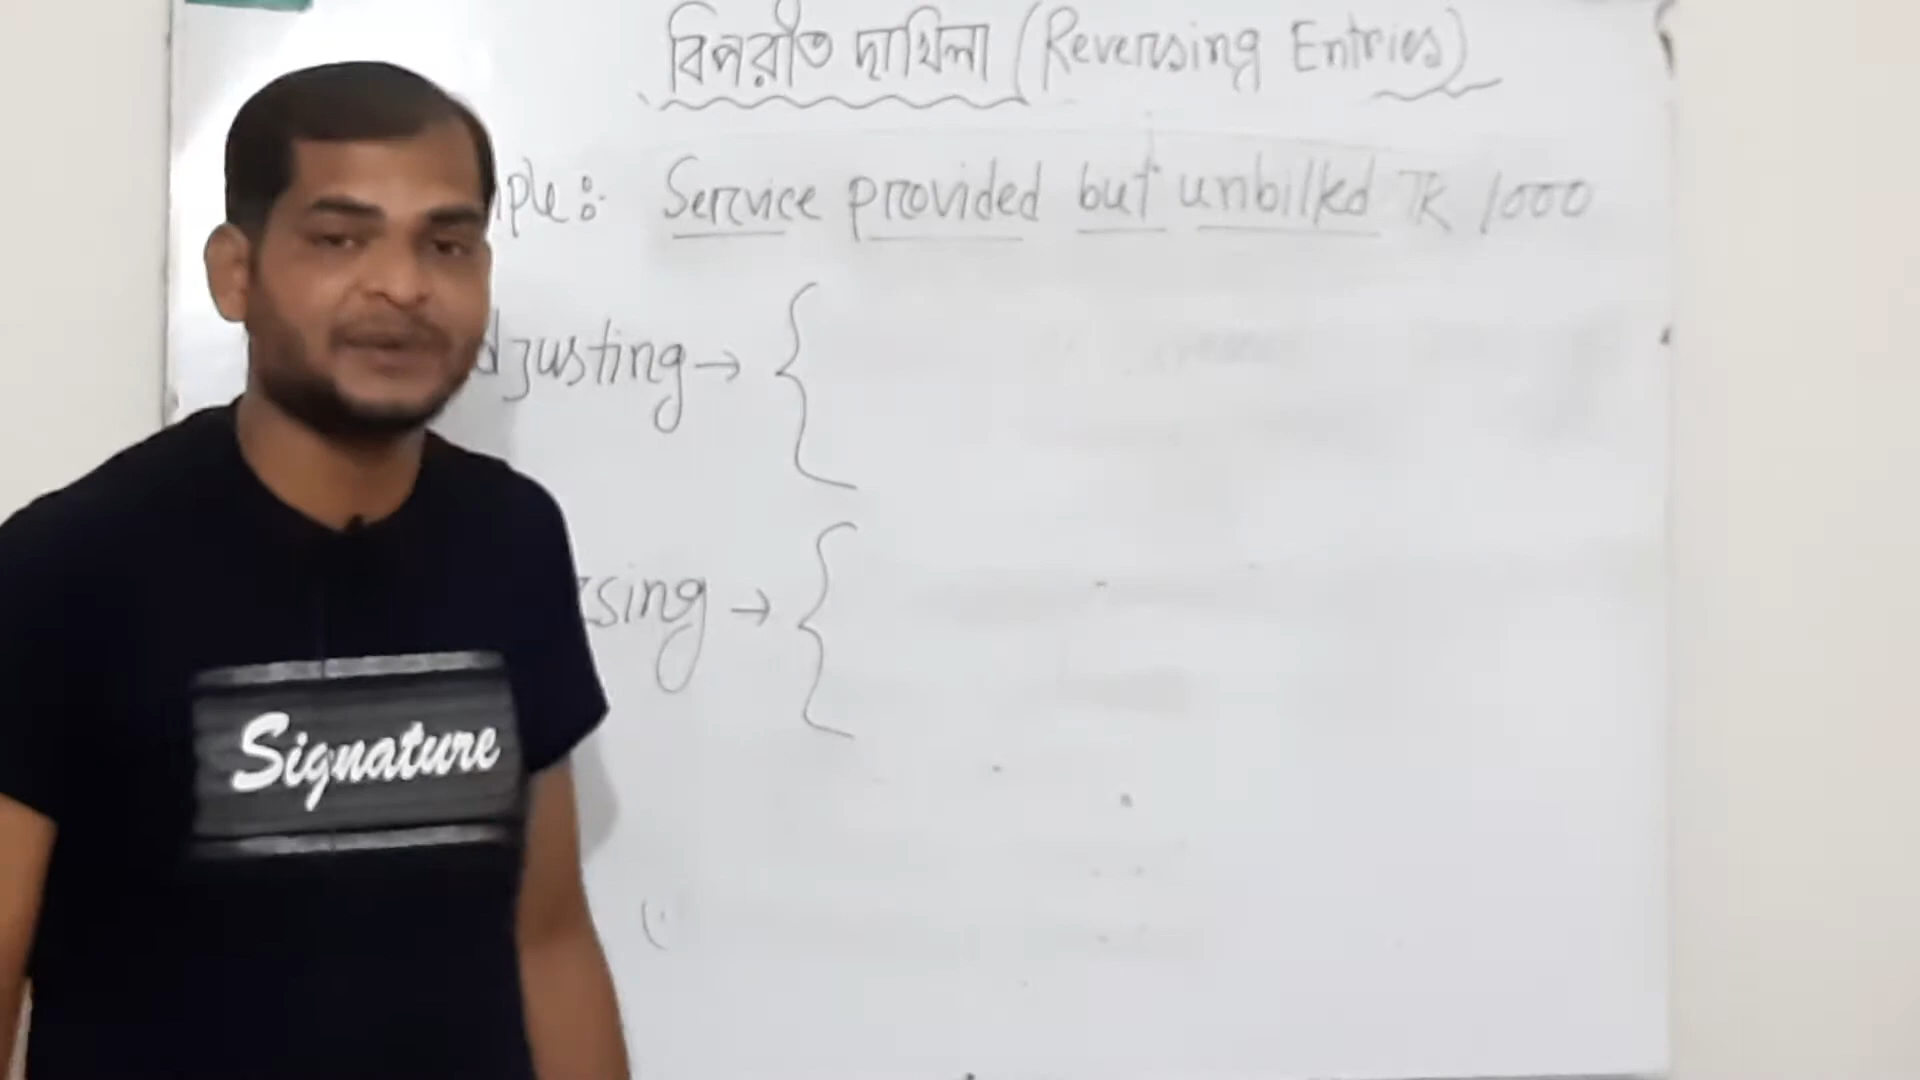 বিপরীত দাখিলা (Reversing Entries)
ple: Service provided but unbilled TK 1000
djusting →
sing →
Signature